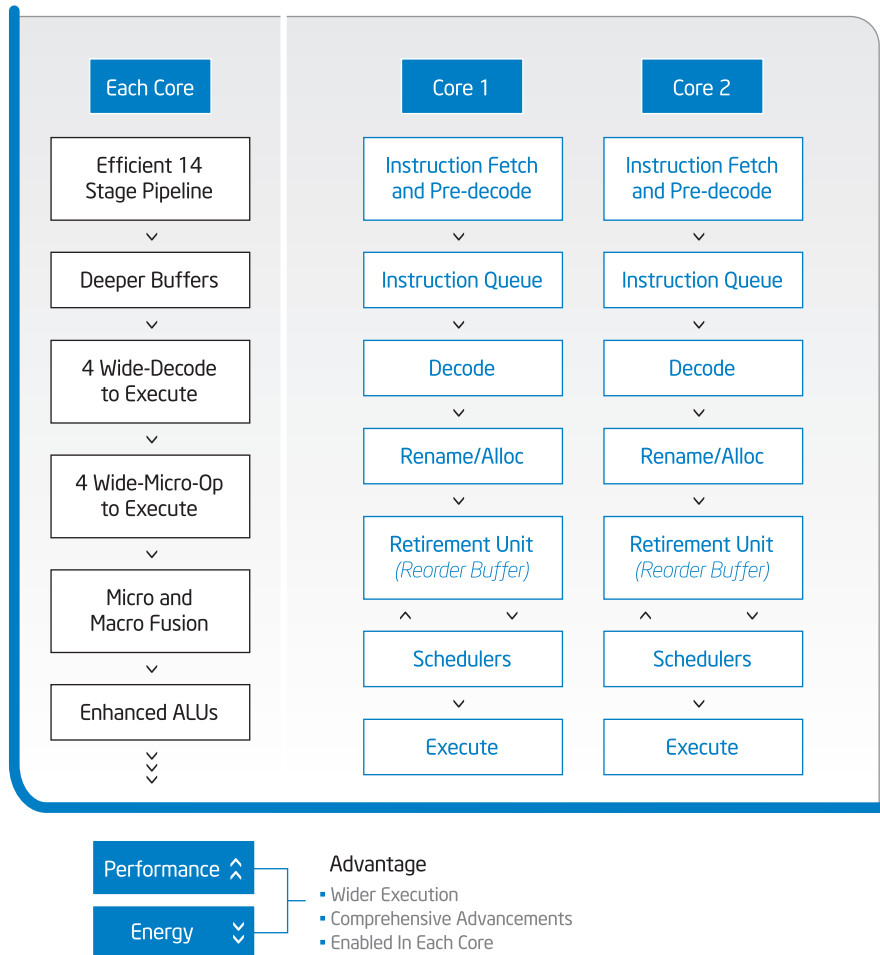 Each Core
Efficient 14
Stage Pipeline
Deeper Buffers
4 Wide-Decode
to Execute
4 Wide-Micro-Op
to Execute
Micro and
Macro Fusion
Enhanced ALUs
Core 1
Instruction Fetch
and Pre-decode
Instruction Queue
Decode
Rename/Alloc
Retirement Unit
(Reorder Buffer)
Schedulers
Execute
Core 2
Instruction Fetch
and Pre-decode
Instruction Queue
Decode
Rename/Alloc
Retirement Unit
(Reorder Buffer)
Schedulers
Execute
Performance
Energy
Advantage
▪ Wider Execution
▪ Comprehensive Advancements
▪ Enabled In Each Core